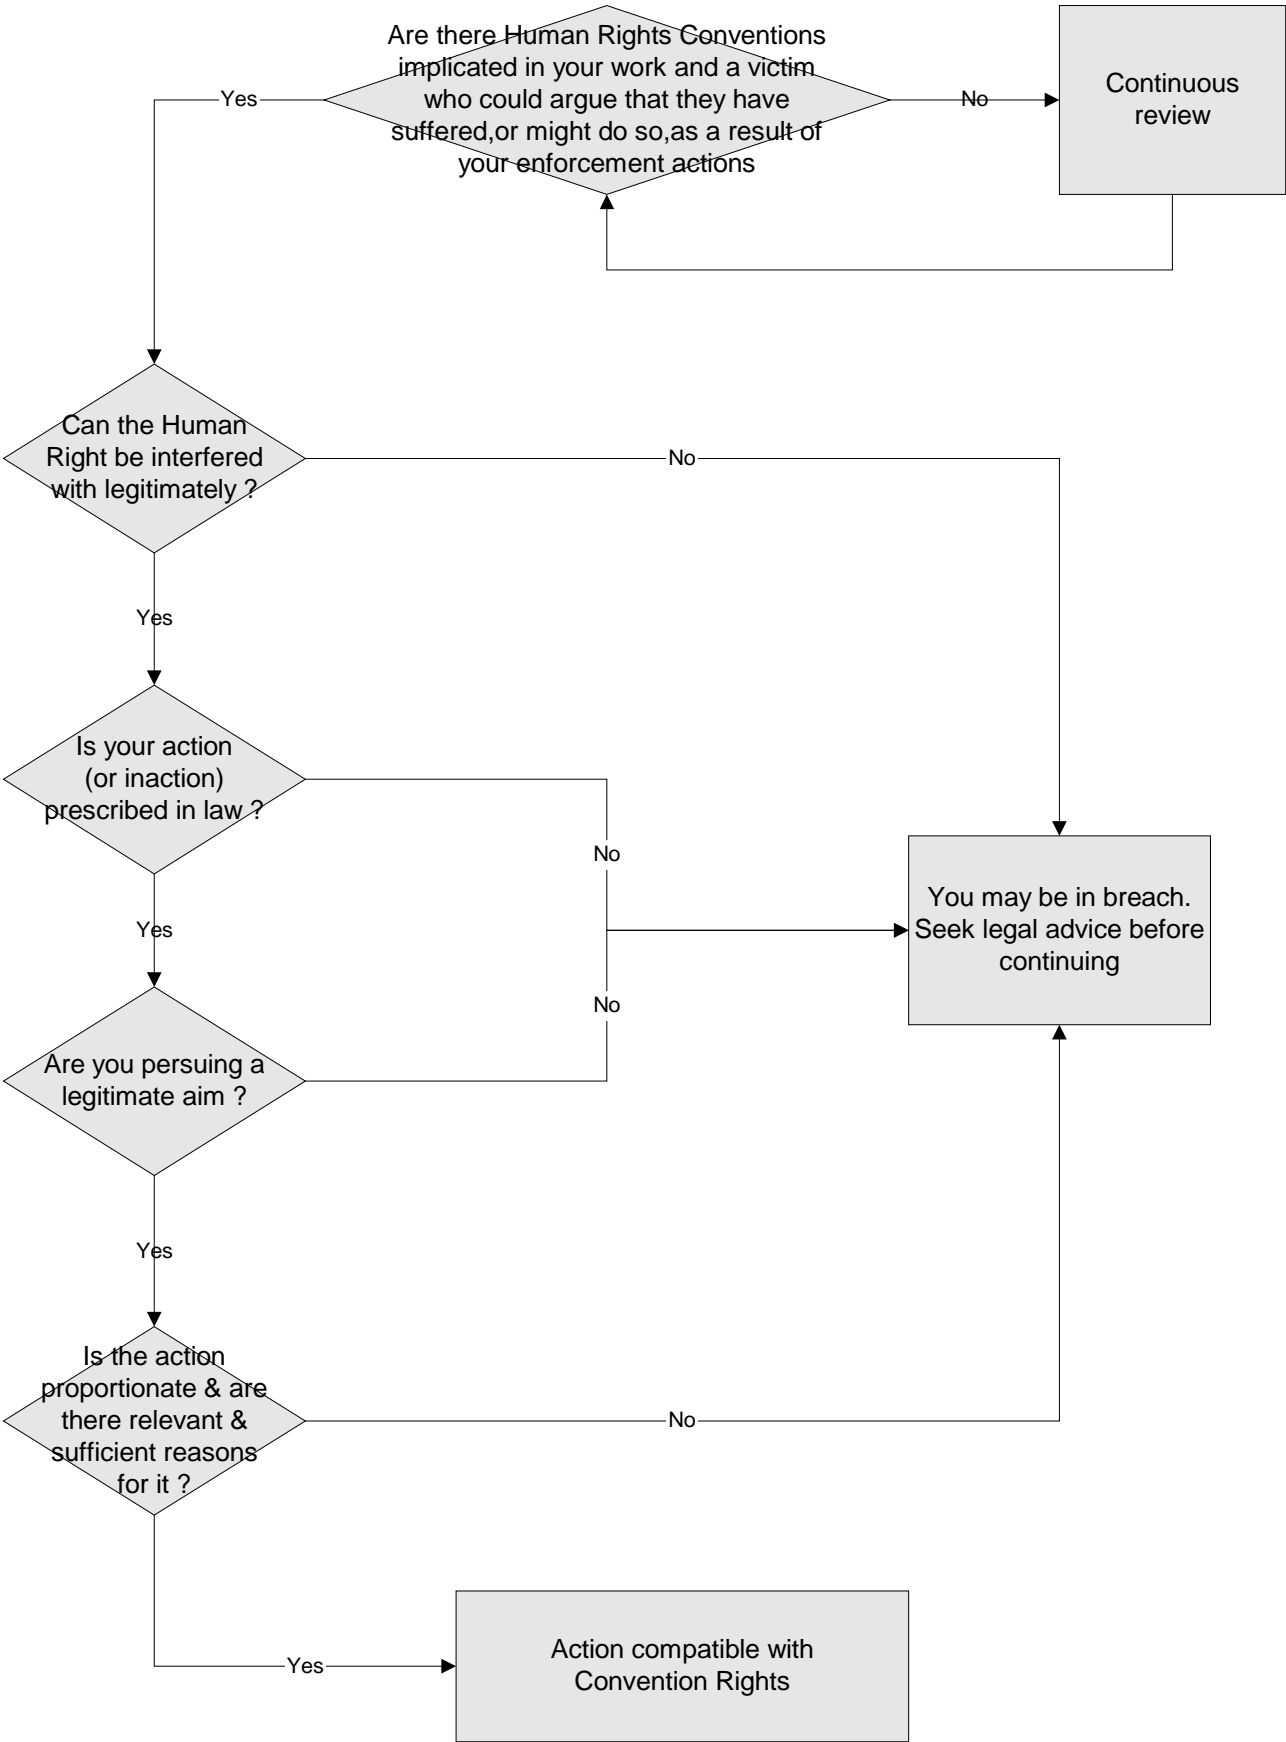 Are there Human Rights Conventions
implicated in your work and a victim
who could argue that they have
suffered,or might do so,as a result of
your enforcement actions
Yes
No
Continuous
review
Can the Human
Right be interfered
with legitimately ?
No
Yes
Is your action
(or inaction)
prescribed in law ?
No
Yes
You may be in breach.
Seek legal advice before
continuing
No
Are you persuing a
legitimate aim ?
Yes
Is the action
proportionate & are
there relevant &
sufficient reasons
for it ?
No
Yes
Action compatible with
Convention Rights